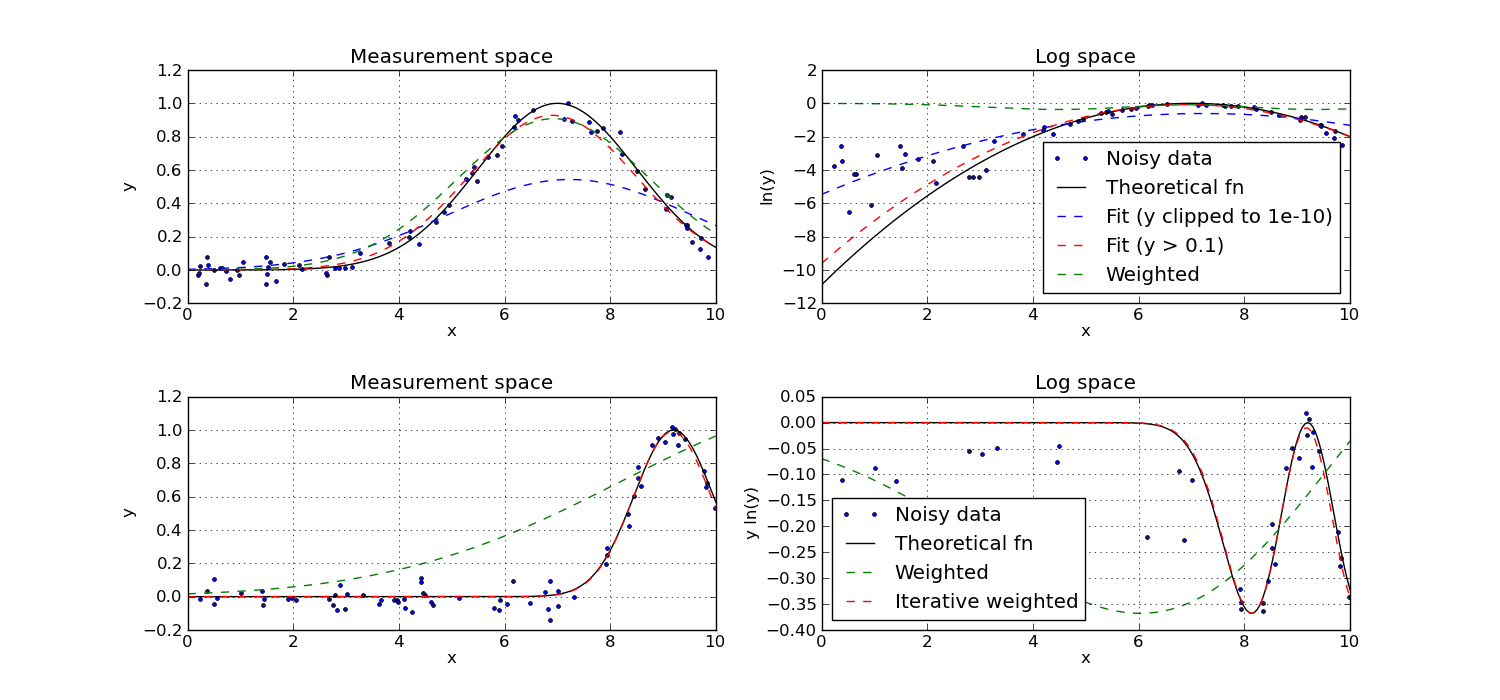 Measurement space
1.2
1.0
0.8
0.6
0.4
0.2
0.0
−0.2
y
0 2 4 6 8 10
x
Log space
2
0
−2
−4
−6
−8
−10
−12
ln(y)
Noisy data
Theoretical fn
Fit (y clipped to 1e-10)
Fit (y > 0.1)
Weighted
0 2 4 6 8 10
x
Measurement space
1.2
1.0
0.8
0.6
0.4
0.2
0.0
−0.2
y
0 2 4 6 8 10
x
Log space
0.05
0.00
−0.05
−0.10
−0.15
−0.20
−0.25
−0.30
−0.35
−0.40
y ln(y)
Noisy data
Theoretical fn
Weighted
Iterative weighted
0 2 4 6 8 10
x